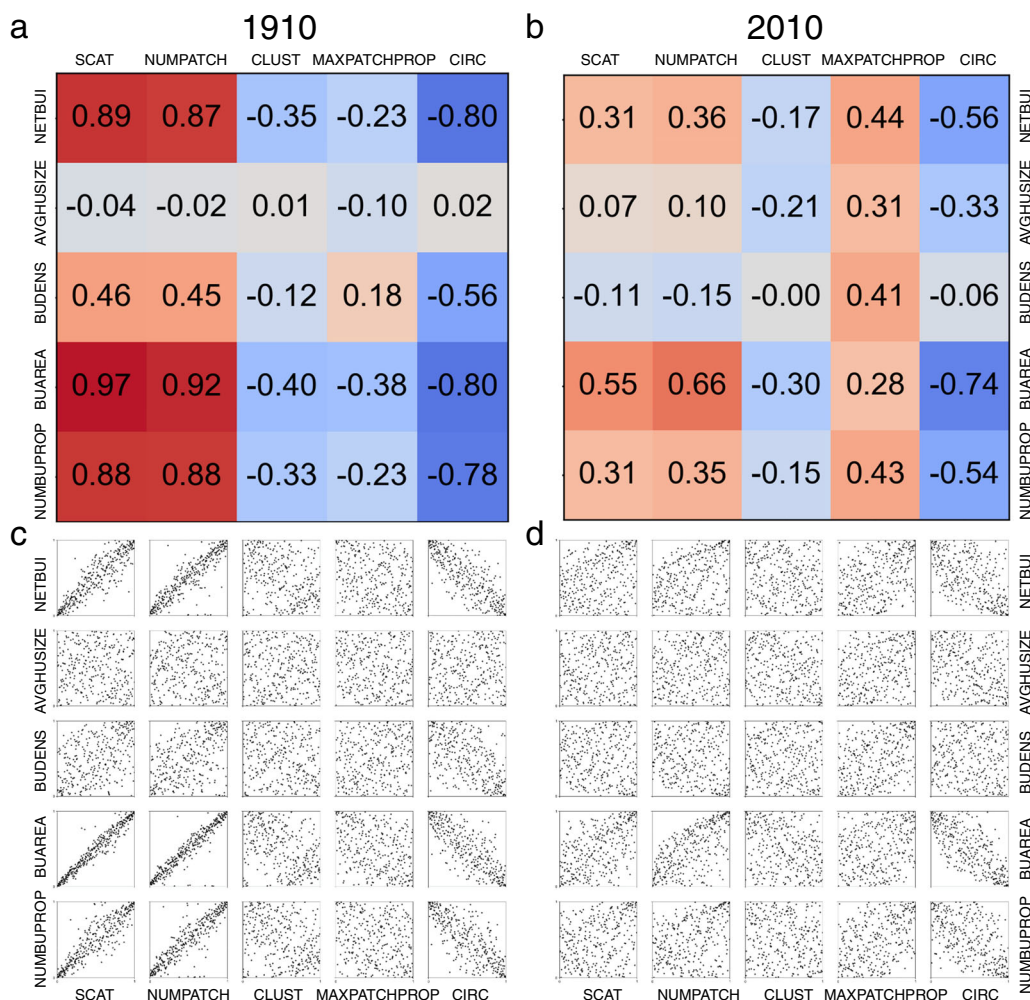 a 1910 b 2010
SCAT NUMPATCH CLUST MAXPATCHPROP CIRC SCAT NUMPATCH CLUST MAXPATCHPROP CIRC
NETBUI 0.89 0.87 -0.35 -0.23 -0.80 0.31 0.36 -0.17 0.44 -0.56 NETBUI
AVGHUSIZE -0.04 -0.02 0.01 -0.10 0.02 0.07 0.10 -0.21 0.31 -0.33 AVGHUSIZE
BUDENS 0.46 0.45 -0.12 0.18 -0.56 -0.11 -0.15 -0.00 0.41 -0.06 BUDENS
BUAREA 0.97 0.92 -0.40 -0.38 -0.80 0.55 0.66 -0.30 0.28 -0.74 BUAREA
NUMBUPROP 0.88 0.88 -0.33 -0.23 -0.78 0.31 0.35 -0.15 0.43 -0.54 NUMBUPROP
c d
NETBUI NETBUI
AVGHUSIZE AVGHUSIZE
BUDENS BUDENS
BUAREA BUAREA
NUMBUPROP NUMBUPROP
SCAT NUMPATCH CLUST MAXPATCHPROP CIRC SCAT NUMPATCH CLUST MAXPATCHPROP CIRC